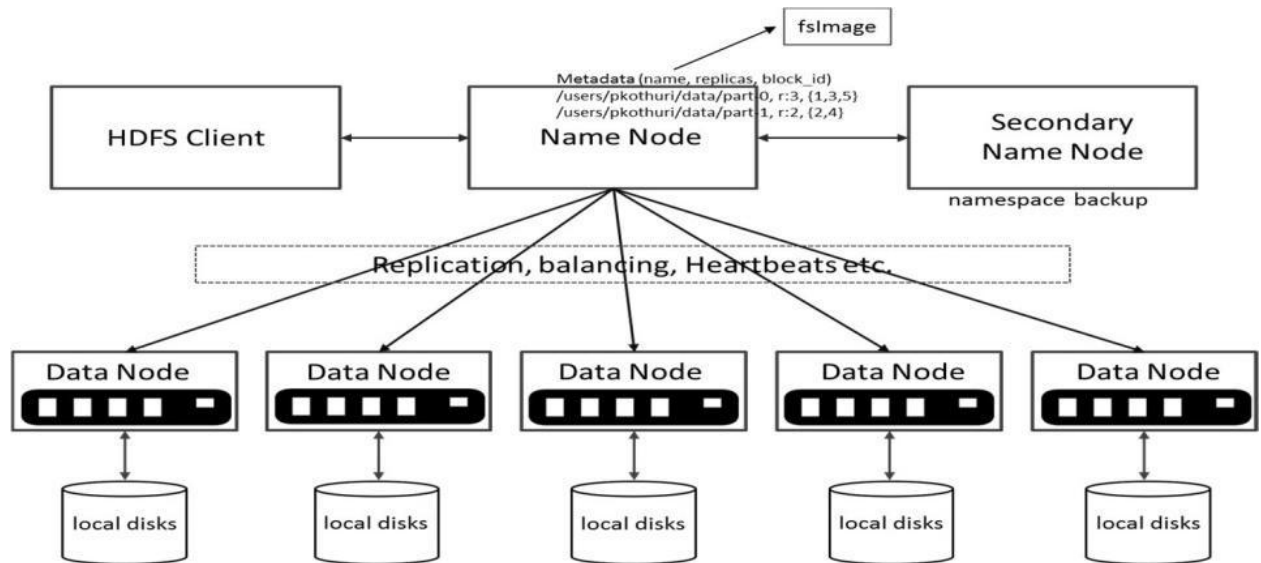 fsImage
Metadata (name, replicas, block_id)
/users/pkothuri/data/part-0, r:3, {1,3,5}
/users/pkothuri/data/part-1, r:2, {2,4}
HDFS Client
Name Node
Secondary
Name Node
namespace backup
Replication, balancing, Heartbeats etc.
Data Node
Data Node
Data Node
Data Node
Data Node
local disks
local disks
local disks
local disks
local disks